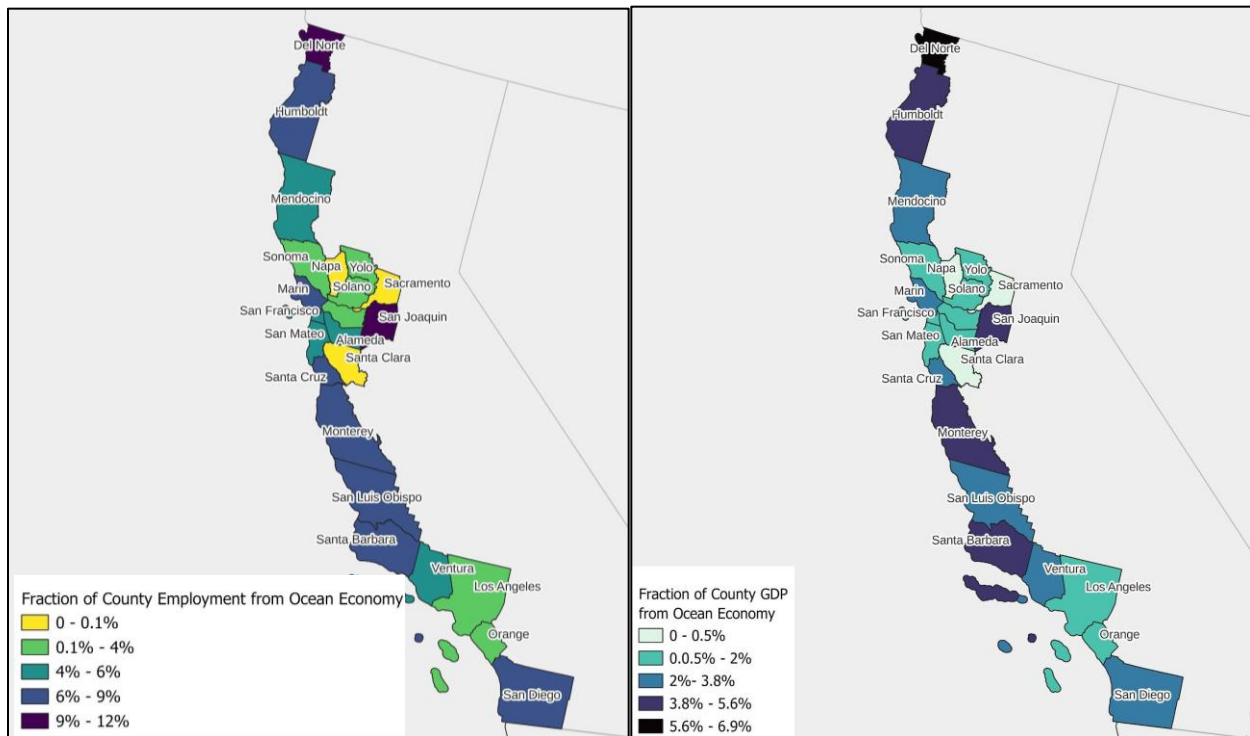 Del Norte
Humboldt
Mendocino
Sonoma
Napa
Yolo
Solano
Sacramento
Marin
San Francisco
San Joaquin
San Mateo
Alameda
Santa Clara
Santa Cruz
Monterey
San Luis Obispo
Santa Barbara
Ventura
Los Angeles
Orange
San Diego
Fraction of County Employment from Ocean Economy
0 - 0.1%
0.1% - 4%
4% - 6%
6% - 9%
9% - 12%
Del Norte
Humboldt
Mendocino
Sonoma
Napa
Yolo
Solano
Sacramento
Marin
San Francisco
San Joaquin
San Mateo
Alameda
Santa Clara
Santa Cruz
Monterey
San Luis Obispo
Santa Barbara
Ventura
Los Angeles
Orange
San Diego
Fraction of County GDP
from Ocean Economy
0 - 0.5%
0.0.5% - 2%
2%- 3.8%
3.8% - 5.6%
5.6% - 6.9%